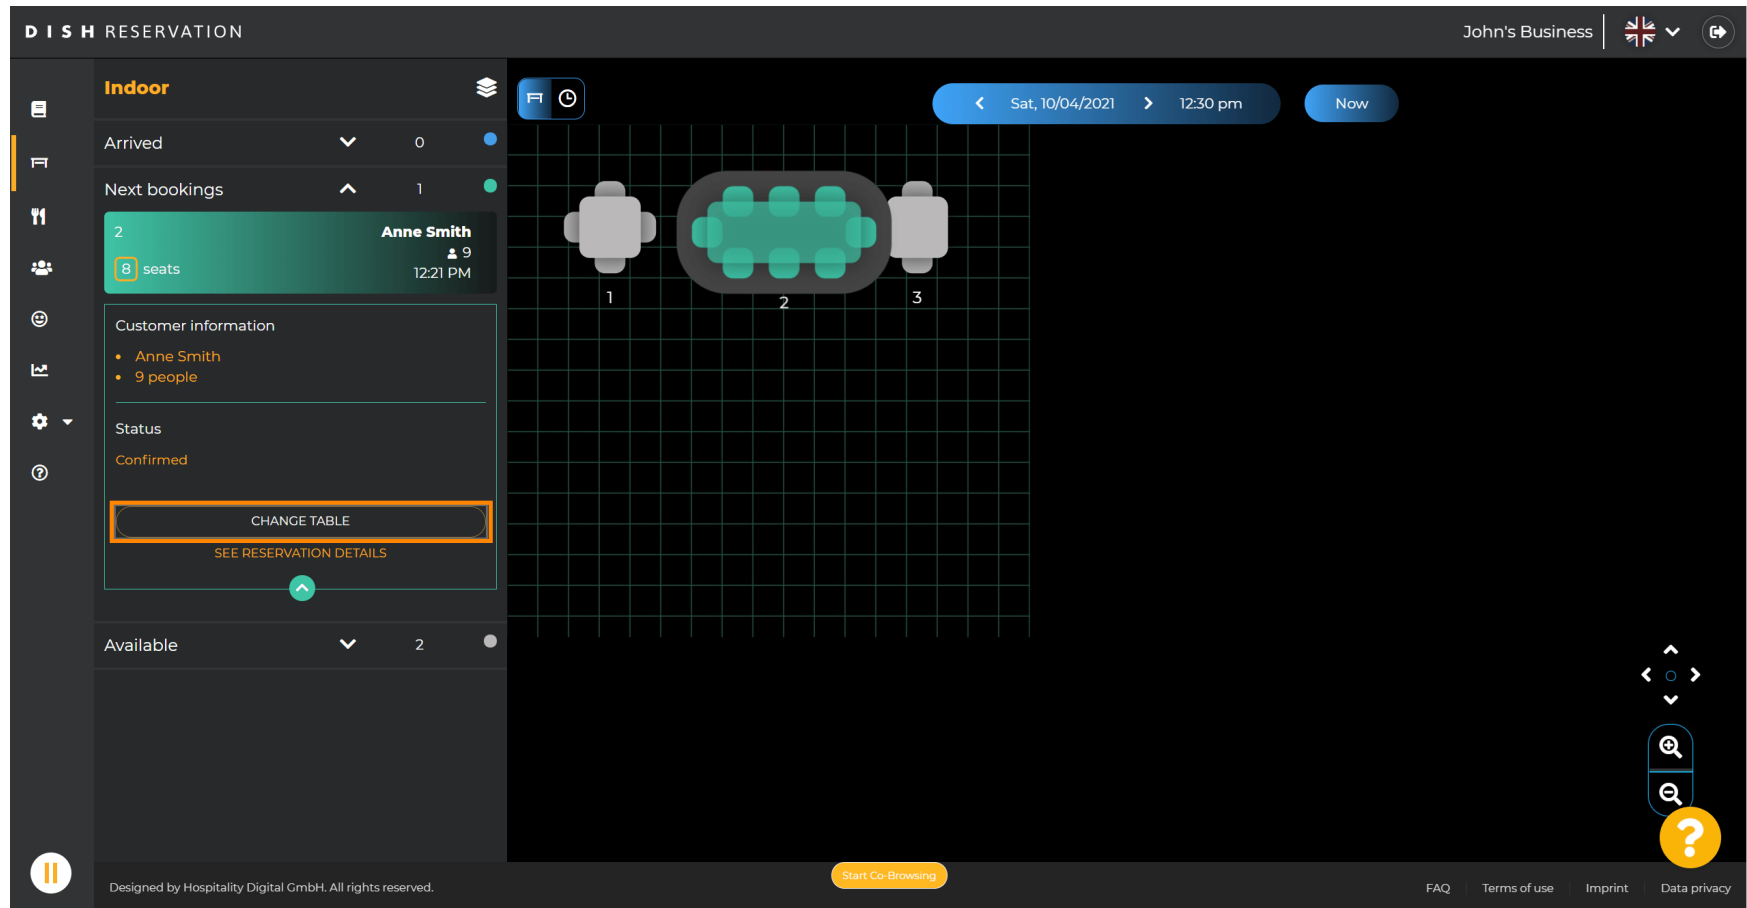 DISH RESERVATION
John's Business
Indoor
Sat, 10/04/2021
12:30 pm
Now
Arrived 0
Next bookings 1
2 Anne Smith
9
8 seats 12:21 PM
1
2
3
Customer information
• Anne Smith
• 9 people
Status
Confirmed
CHANGE TABLE
SEE RESERVATION DETAILS
Available 2
?
Start Co-Browsing
Designed by Hospitality Digital GmbH. All rights reserved.
FAQ
Terms of use
Imprint
Data privacy